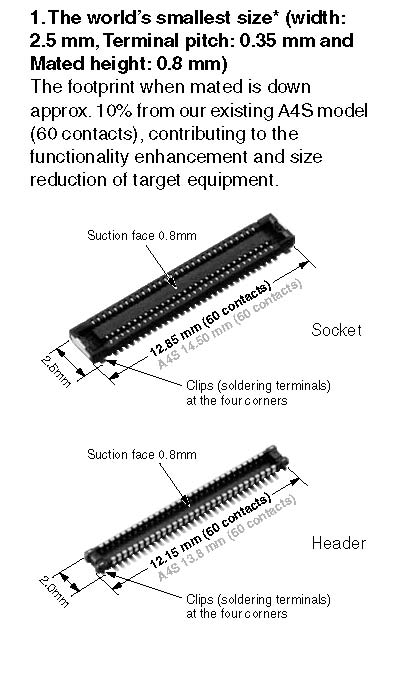 1. The world's smallest size* (width:
2.5 mm, Terminal pitch: 0.35 mm and
Mated height: 0.8 mm)
The footprint when mated is down
approx. 10% from our existing A4S model
(60 contacts), contributing to the
functionality enhancement and size
reduction of target equipment.
Suction face 0.8mm
12.85 mm (60 contacts)
A4S 14.50 mm (60 contacts)
Socket
2.5mm
Clips (soldering terminals)
at the four corners
Suction face 0.8mm
12.15 mm (60 contacts)
A4S 13.8 mm (60 contacts)
Header
2.0mm
Clips (soldering terminals)
at the four corners